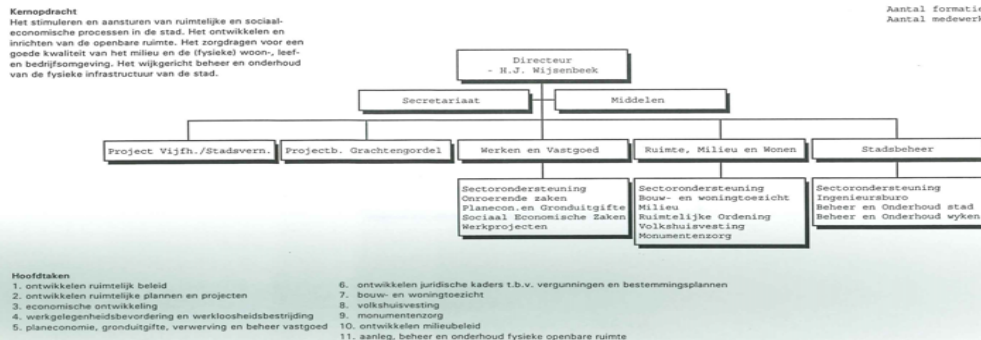 Kernopdracht
Het stimuleren en aansturen van ruimtelijke en sociaal-
economische processen in de stad. Het ontwikkelen en
inrichten van de openbare ruimte. Het zorgdragen voor een
goede kwaliteit van het milieu en de (fysieke) woon-, leef-
en bedrijfsomgeving. Het wijkgericht beheer en onderhoud
van de fysieke infrastructuur van de stad.
Aantal formatie
Aantal medewerk
Directeur
- H.J. Wijsenbeek
Secretariaat
Middelen
Project Vijfh./Stadsvern.
Projectb. Grachtengordel
Werken en Vastgoed
Ruimte, Milieu en Wonen
Stadsbeheer
Sectorondersteuning
Onroerende zaken
Planecon.en Gronduitgifte
Sociaal Economische Zaken
Werkprojecten
Sectorondersteuning
Bouw- en woningtoezicht
Milieu
Ruimtelijke Ordening
Volkshuisvesting
Monumentenzorg
Sectorondersteuning
Ingenieursburo
Beheer en Onderhoud stad
Beheer en Onderhoud wyken
Hoofdtaken
1. ontwikkelen ruimtelijk beleid
2. ontwikkelen ruimtelijke plannen en projecten
3. economische ontwikkeling
4. werkgelegenheidsbevordering en werkloosheidsbestrijding
5. planeconomie, gronduitgifte, verwerving en beheer vastgoed
6. ontwikkelen juridische kaders t.b.v. vergunningen en bestemmingsplannen
7. bouw- en woningtoezicht
8. volkshuisvesting
9. monumentenzorg
10. ontwikkelen milieubeleid
11. aanleg, beheer en onderhoud fysieke openbare ruimte